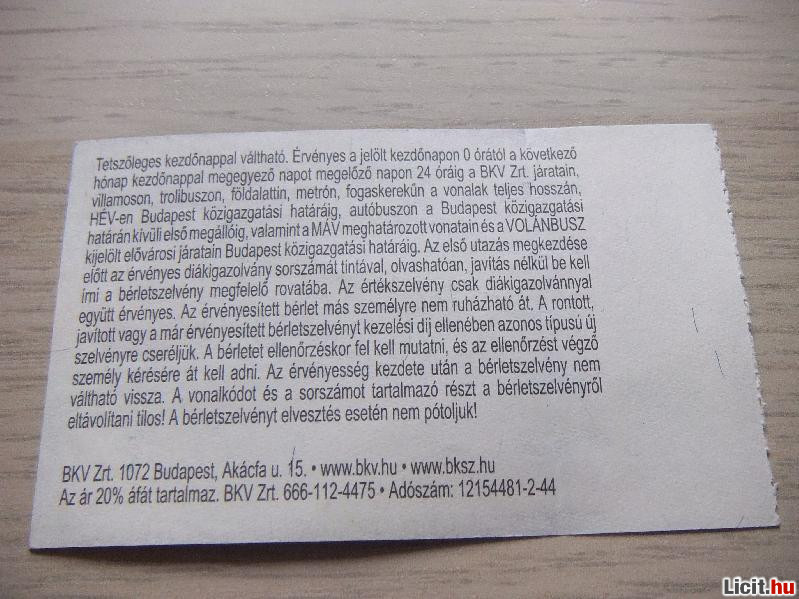 Tetszőleges kezdőnappal váltható. Érvényes a jelölt kezdőnapon 0 órától a következő
hónap kezdőnappal megegyező napot megelőző napon 24 óráig a BKV Zrt. járatain,
villamoson, trolibuszon, földalattin, metrón, fogaskerekűn a vonalak teljes hosszán,
HÉV-en Budapest közigazgatási határáig, autóbuszon a Budapest közigazgatási
határán kívüli első megállóig, valamint a MÁV meghatározott vonatain és a VOLÁNBUSZ
kijelölt elővárosi járatain Budapest közigazgatási határáig. Az első utazás megkezdése
előtt az érvényes diákigazolvány sorszámát tintával, olvashatóan, javítás nélkül be kell
írni a bérletszelvény megfelelő rovatába. Az értékszelvény csak diákigazolvánnyal
együtt érvényes. Az érvényesített bérlet más személyre nem ruházható át. A rontott,
javított vagy a már érvényesített bérletszelvényt kezelési díj ellenében azonos típusú új
szelvényre cseréljük. A bérletet ellenőrzéskor fel kell mutatni, és az ellenőrzést végző
személy kérésére át kell adni. Az érvényesség kezdete után a bérletszelvény nem
váltható vissza. A vonalkódot és a sorszámot tartalmazó részt a bérletszelvényről
eltávolítani tilos! A bérletszelvényt elvesztés esetén nem pótoljuk!
BKV Zrt. 1072 Budapest, Akácfa u. 15. • www.bkv.hu • www.bksz.hu
Az ár 20% áfát tartalmaz. BKV Zrt. 666-112-4475 • Adószám: 12154481-2-44
Licit.hu